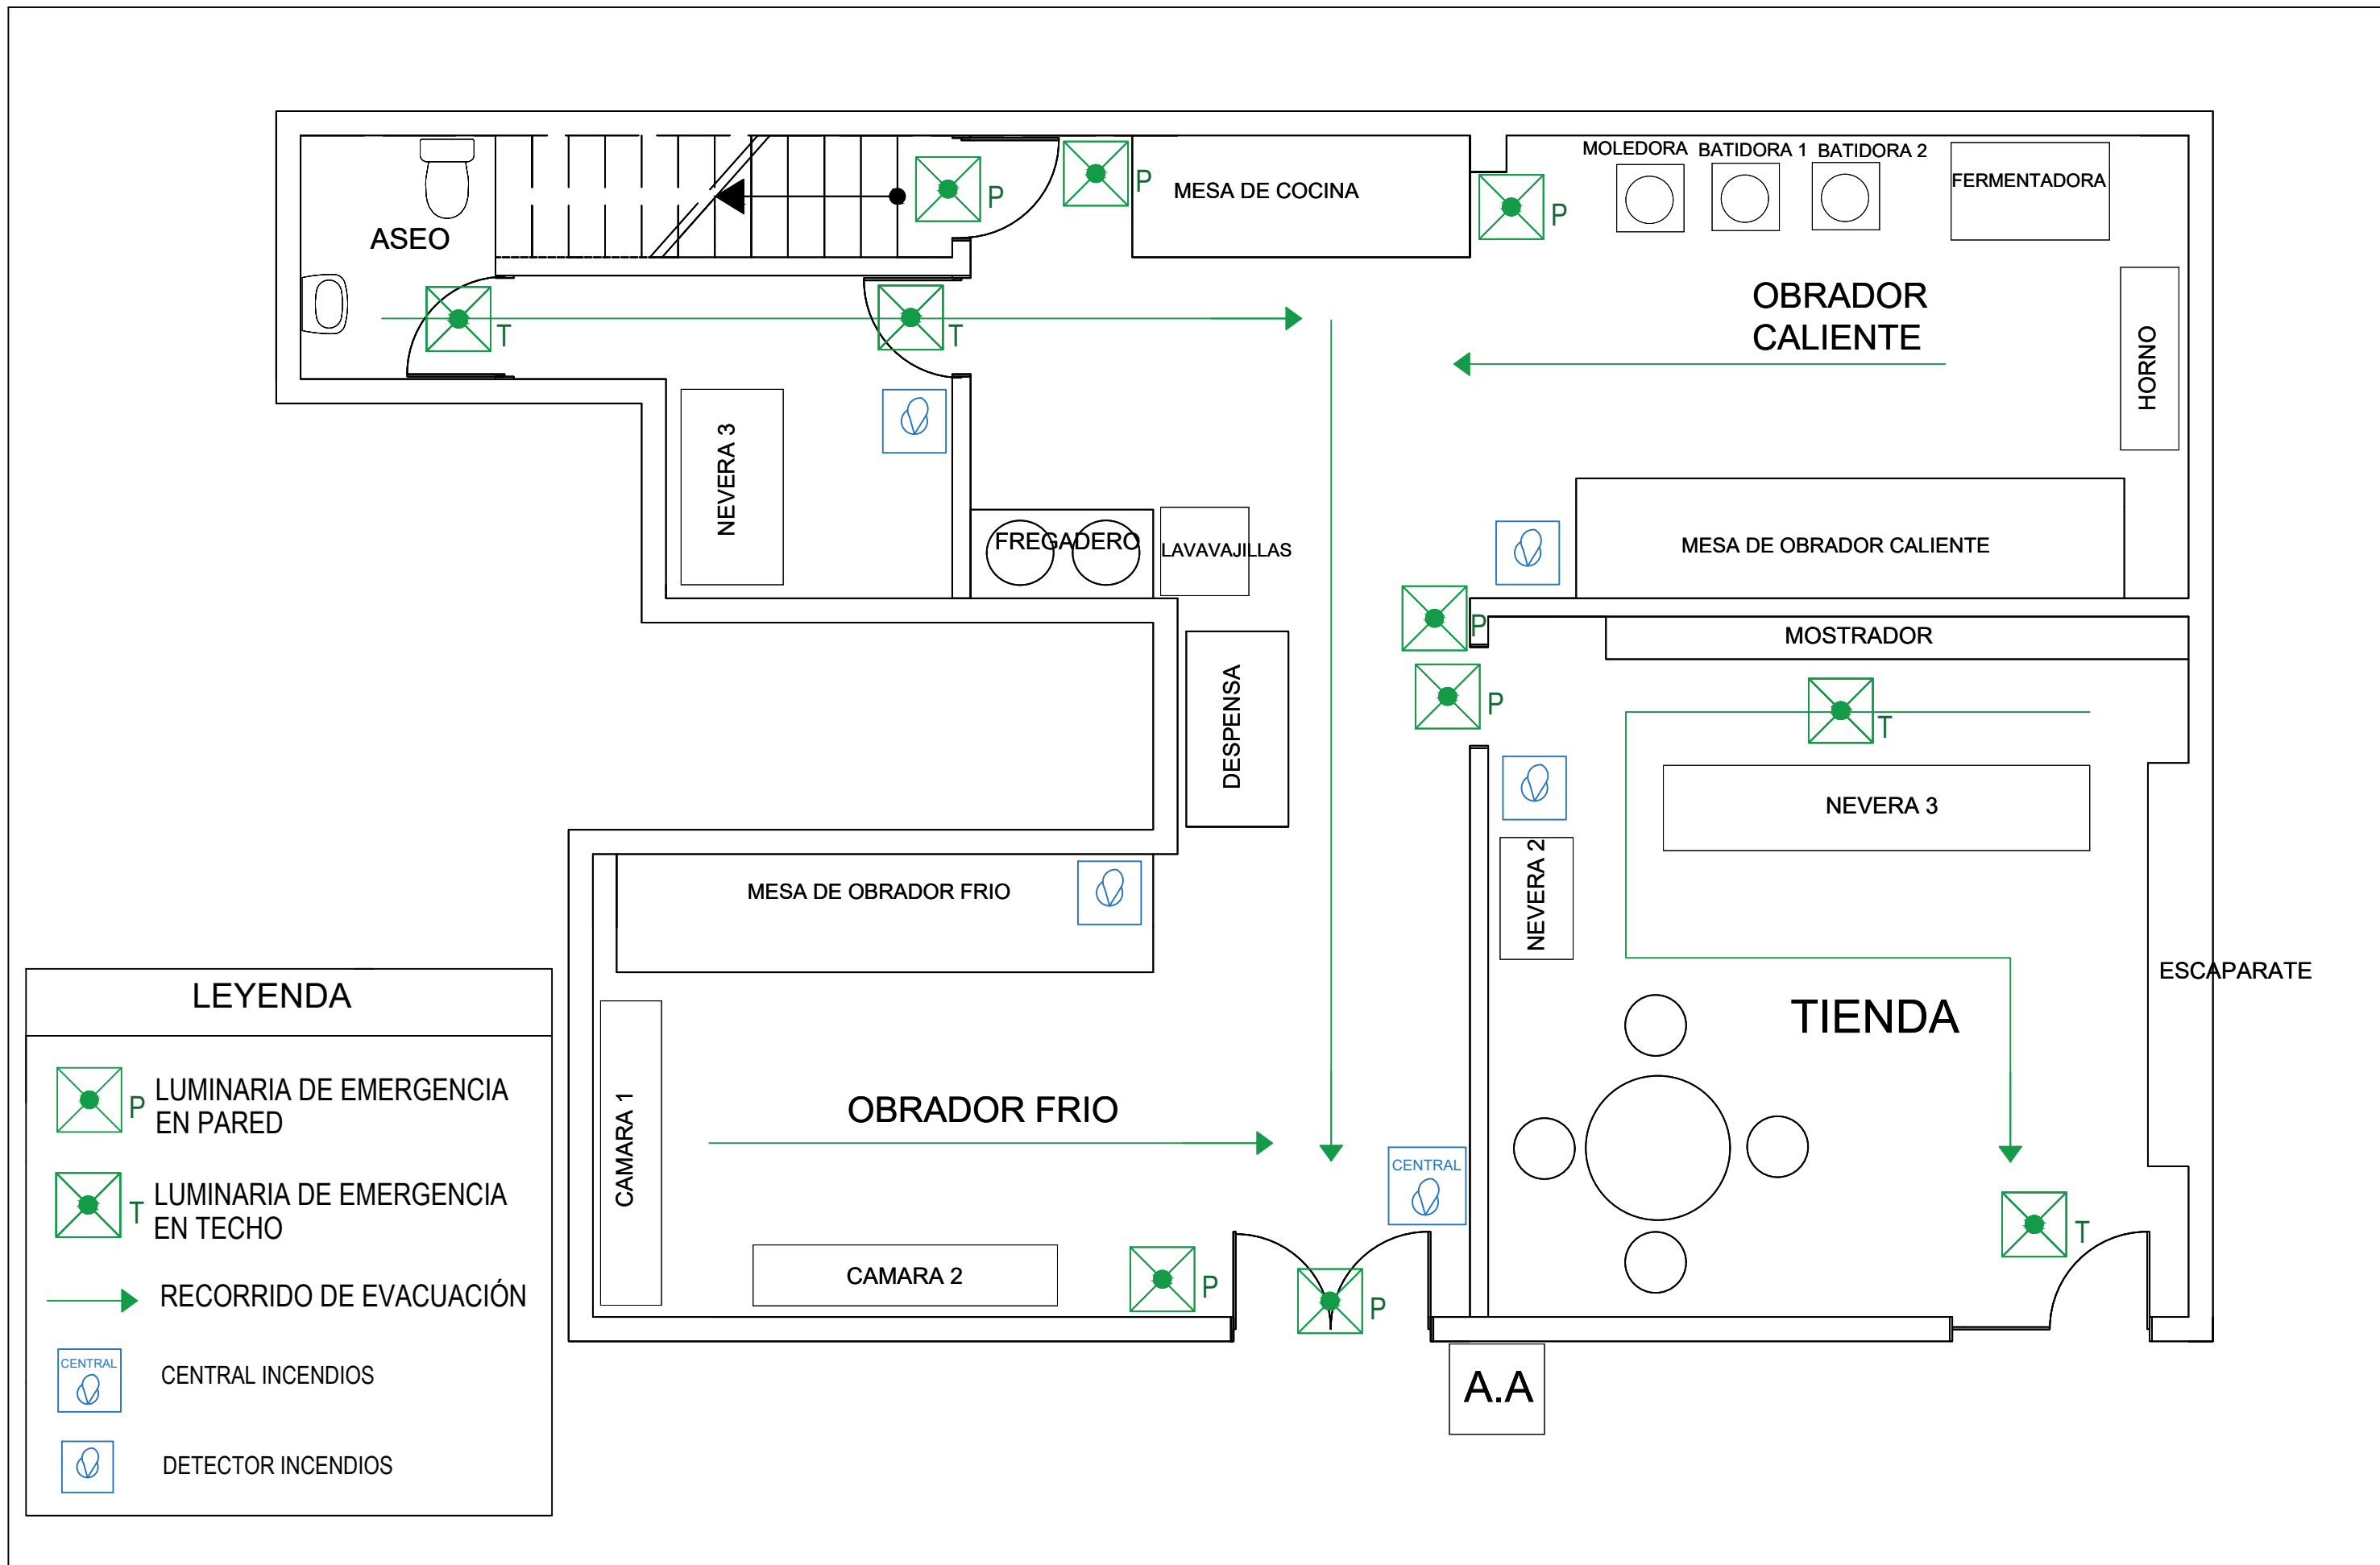 MOLEDORA
BATIDORA 1
BATIDORA 2
FERMENTADORA
P
P
P
MESA DE COCINA
ASEO
OBRADOR
CALIENTE
T
T
HORNO
NEVERA 3
FREGADERO
LAVAVAJILLAS
MESA DE OBRADOR CALIENTE
P
MOSTRADOR
P
T
DESPENSA
NEVERA 3
NEVERA 2
MESA DE OBRADOR FRIO
ESCAPARATE
TIENDA
CAMARA 1
OBRADOR FRIO
CENTRAL
T
CAMARA 2
P
P
A.A
LEYENDA
P
LUMINARIA DE EMERGENCIA
EN PARED
T
LUMINARIA DE EMERGENCIA
EN TECHO
RECORRIDO DE EVACUACIÓN
CENTRAL
CENTRAL INCENDIOS
DETECTOR INCENDIOS